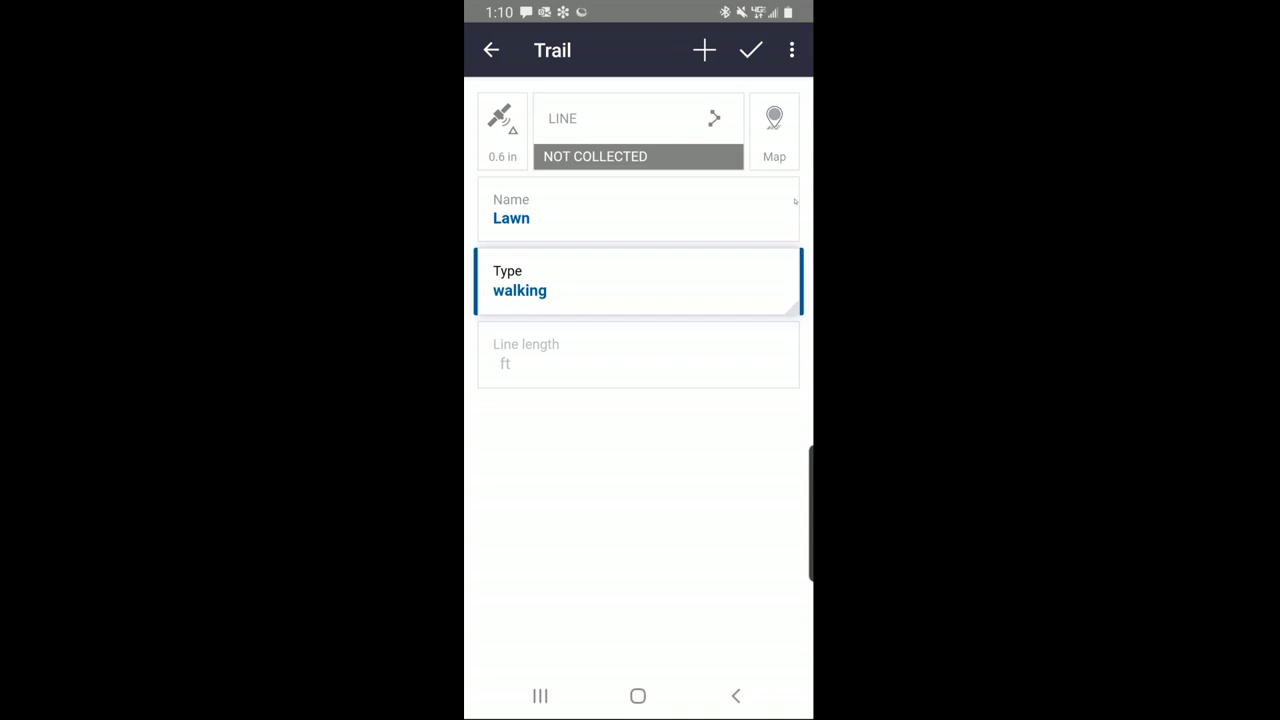 1:10
Trail
LINE
0.6 in
NOT COLLECTED
Map
Name
Lawn
Type
walking
Line length
ft